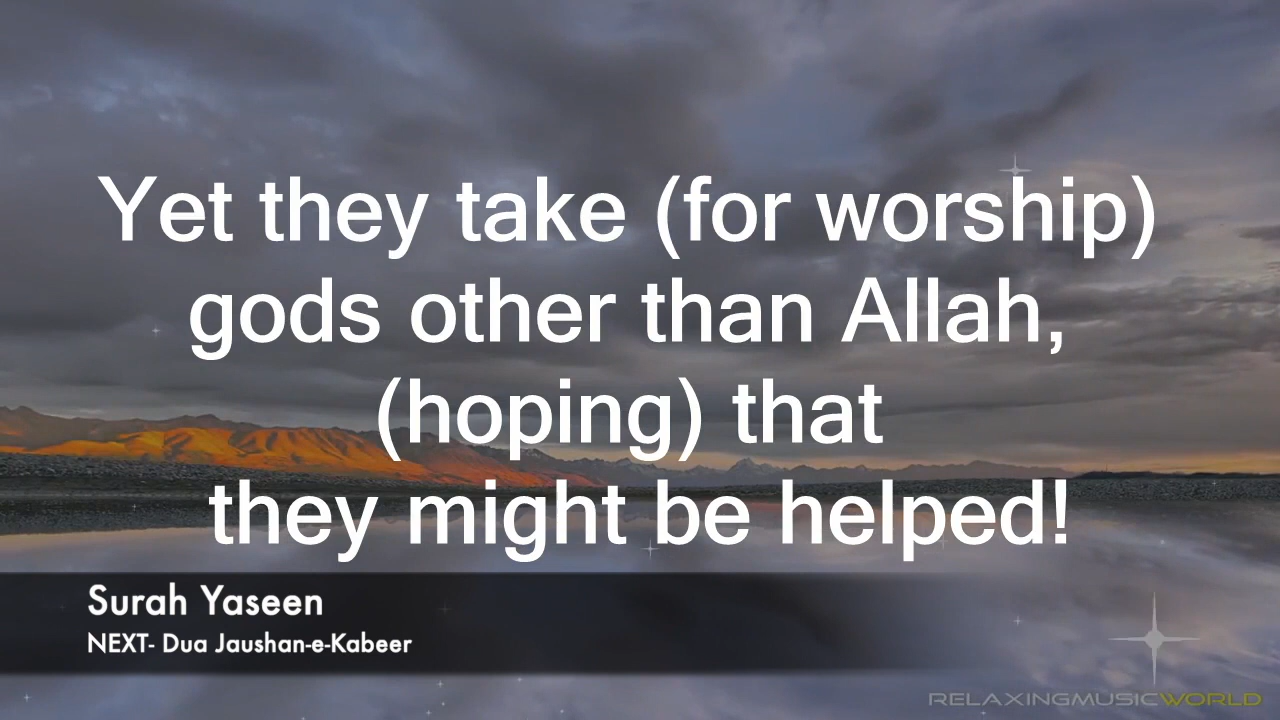 Yet they take (for worship)
gods other than Allah,
(hoping) that
they might be helped!
Surah Yaseen
NEXT- Dua Jaushan-e-Kabeer
RELAXINGMUSICWORLD